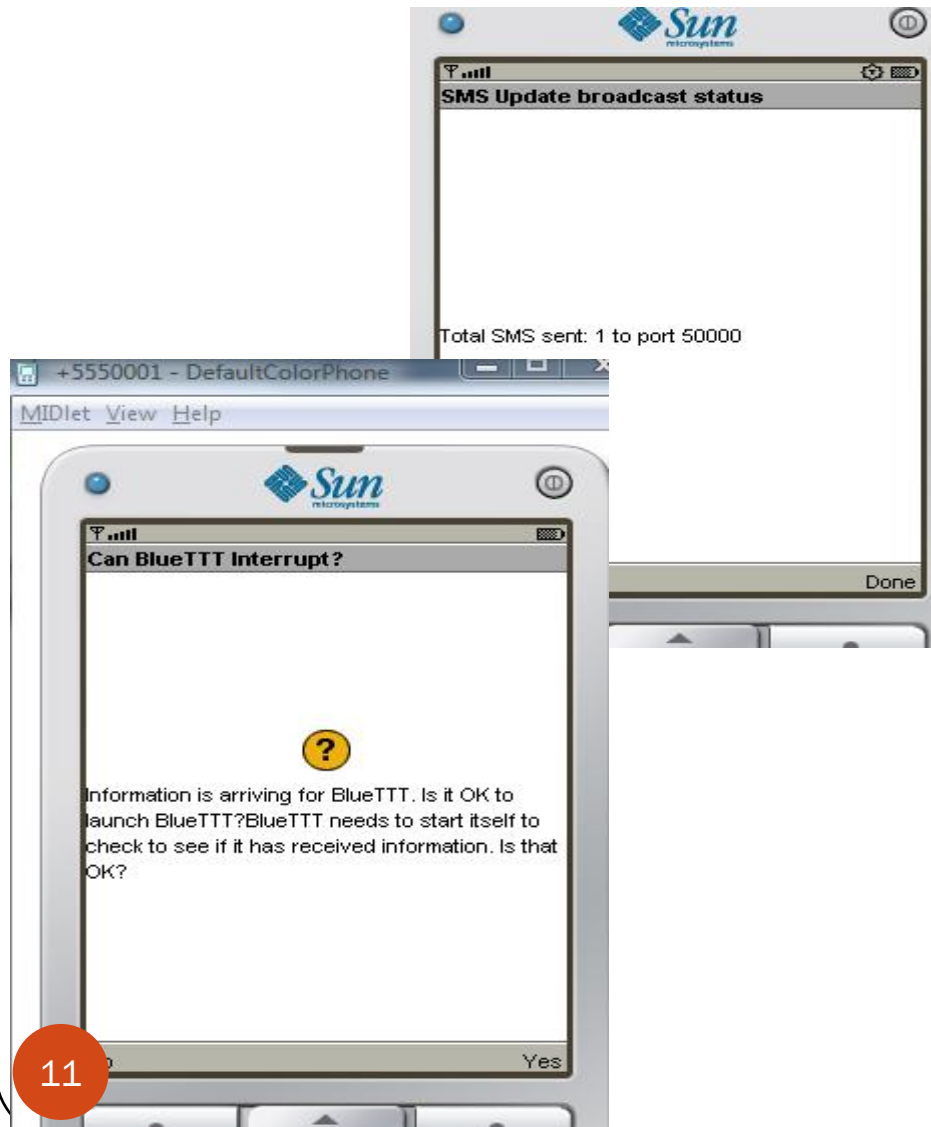 Sun
microsystems
SMS Update broadcast status
Total SMS sent: 1 to port 50000
Done
+5550001 - DefaultColorPhone
MIDlet View Help
Sun
microsystems
Can BlueTTT Interrupt?
?
Information is arriving for BlueTTT. Is it OK to
launch BlueTTT?BlueTTT needs to start itself to
check to see if it has received information. Is that
OK?
Yes
11